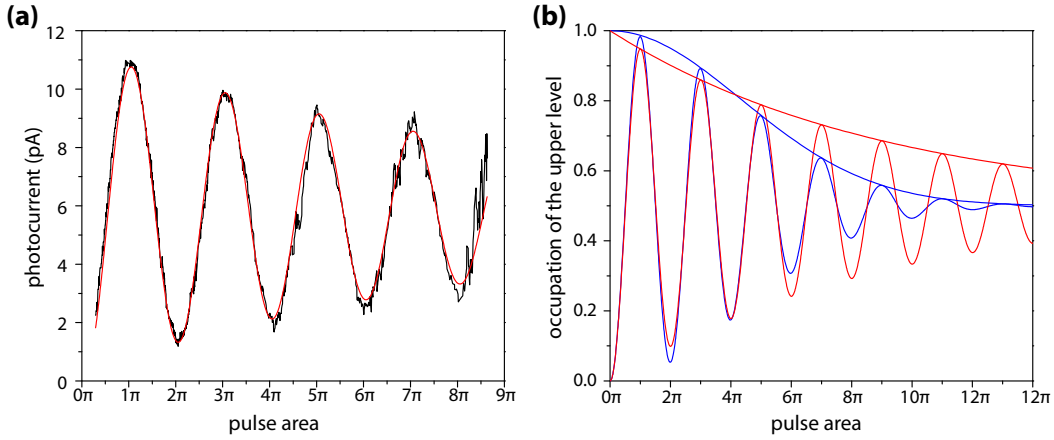 (a)
12
10
8
6
4
2
0
photocurrent (pA)
0π 1π 2π 3π 4π 5π 6π 7π 8π 9π
pulse area
(b)
1.0
0.8
0.6
0.4
0.2
0.0
occupation of the upper level
0π 2π 4π 6π 8π 10π 12π 12π
pulse area